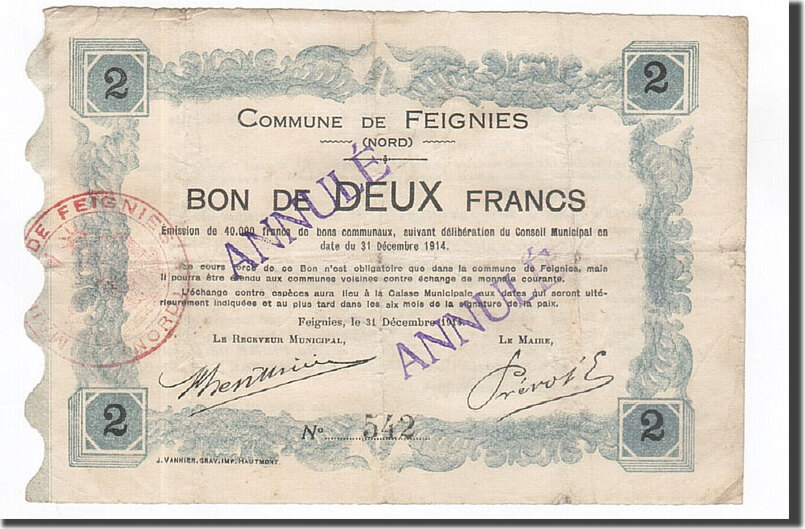 2
2
COMMUNE DE FEIGNIES
(NORD)
BON DE DEUX FRANCS
Emission de 40.000 francs de bons communaux, suivant délibération du Conseil Municipal en
date du 31 Décembre 1914.
Le cours forcé de ce Bon n'est obligatoire que dans la commune de Feignies, mais
il pourra être étendu aux communes voisines contre échange de monnaie courante.
L'échange contre espèces aura lieu à la Caisse Municipale aux dates qui seront ulté-
rieurement indiquées et au plus tard dans les six mois de la signature de la paix.
Feignies, le 31 Décembre 1914.
LE RECEVEUR MUNICIPAL,
LE MAIRE,
Prévost
2
2
No 542
J. VANNIER, GRAV. IMP. HAUTMONT.
ANNULÉ
ANNULÉ
DE FEIGNIES
NORD